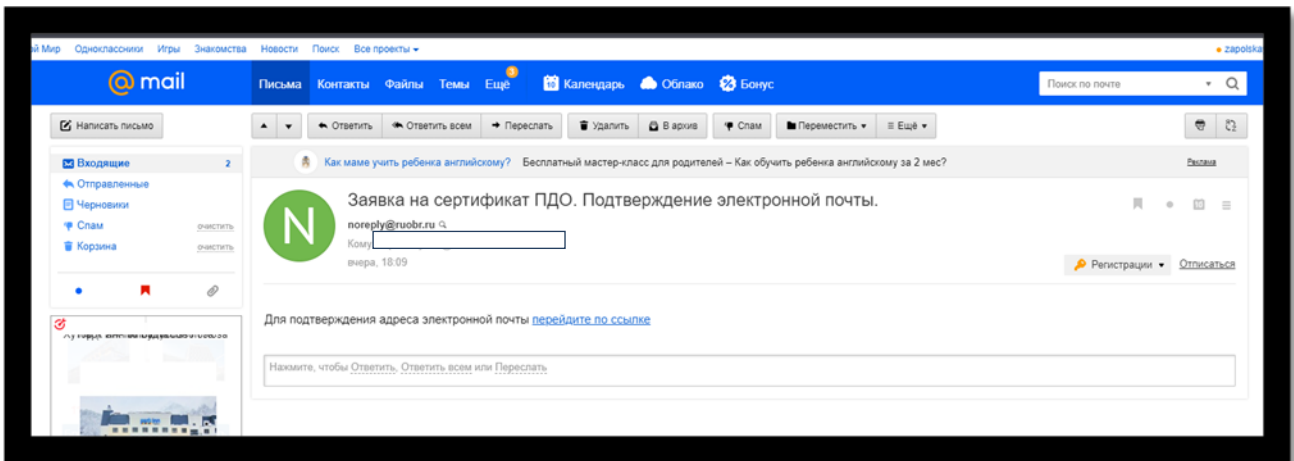 й Мир Одноклассники Игры Знакомства Новости Поиск Все проекты zapolska
@mail Письма Контакты Файлы Темы Ещё 3 10 Календарь Облако Бонус Поиск по почте
Написать письмо Ответить Ответить всем Переслать Удалить В архив Спам Переместить Ещё
Входящие 2
Отправленные
Черновики
Спам очистить
Корзина очистить
Как маме учить ребенка английскому? Бесплатный мастер-класс для родителей – Как обучить ребенка английскому за 2 мес? Реклама
N
Заявка на сертификат ПДО. Подтверждение электронной почты.
noreply@ruobr.ru
Кому
вчера, 18:09
Регистрации Отписаться
Для подтверждения адреса электронной почты перейдите по ссылке
Нажмите, чтобы Ответить, Ответить всем или Переслать